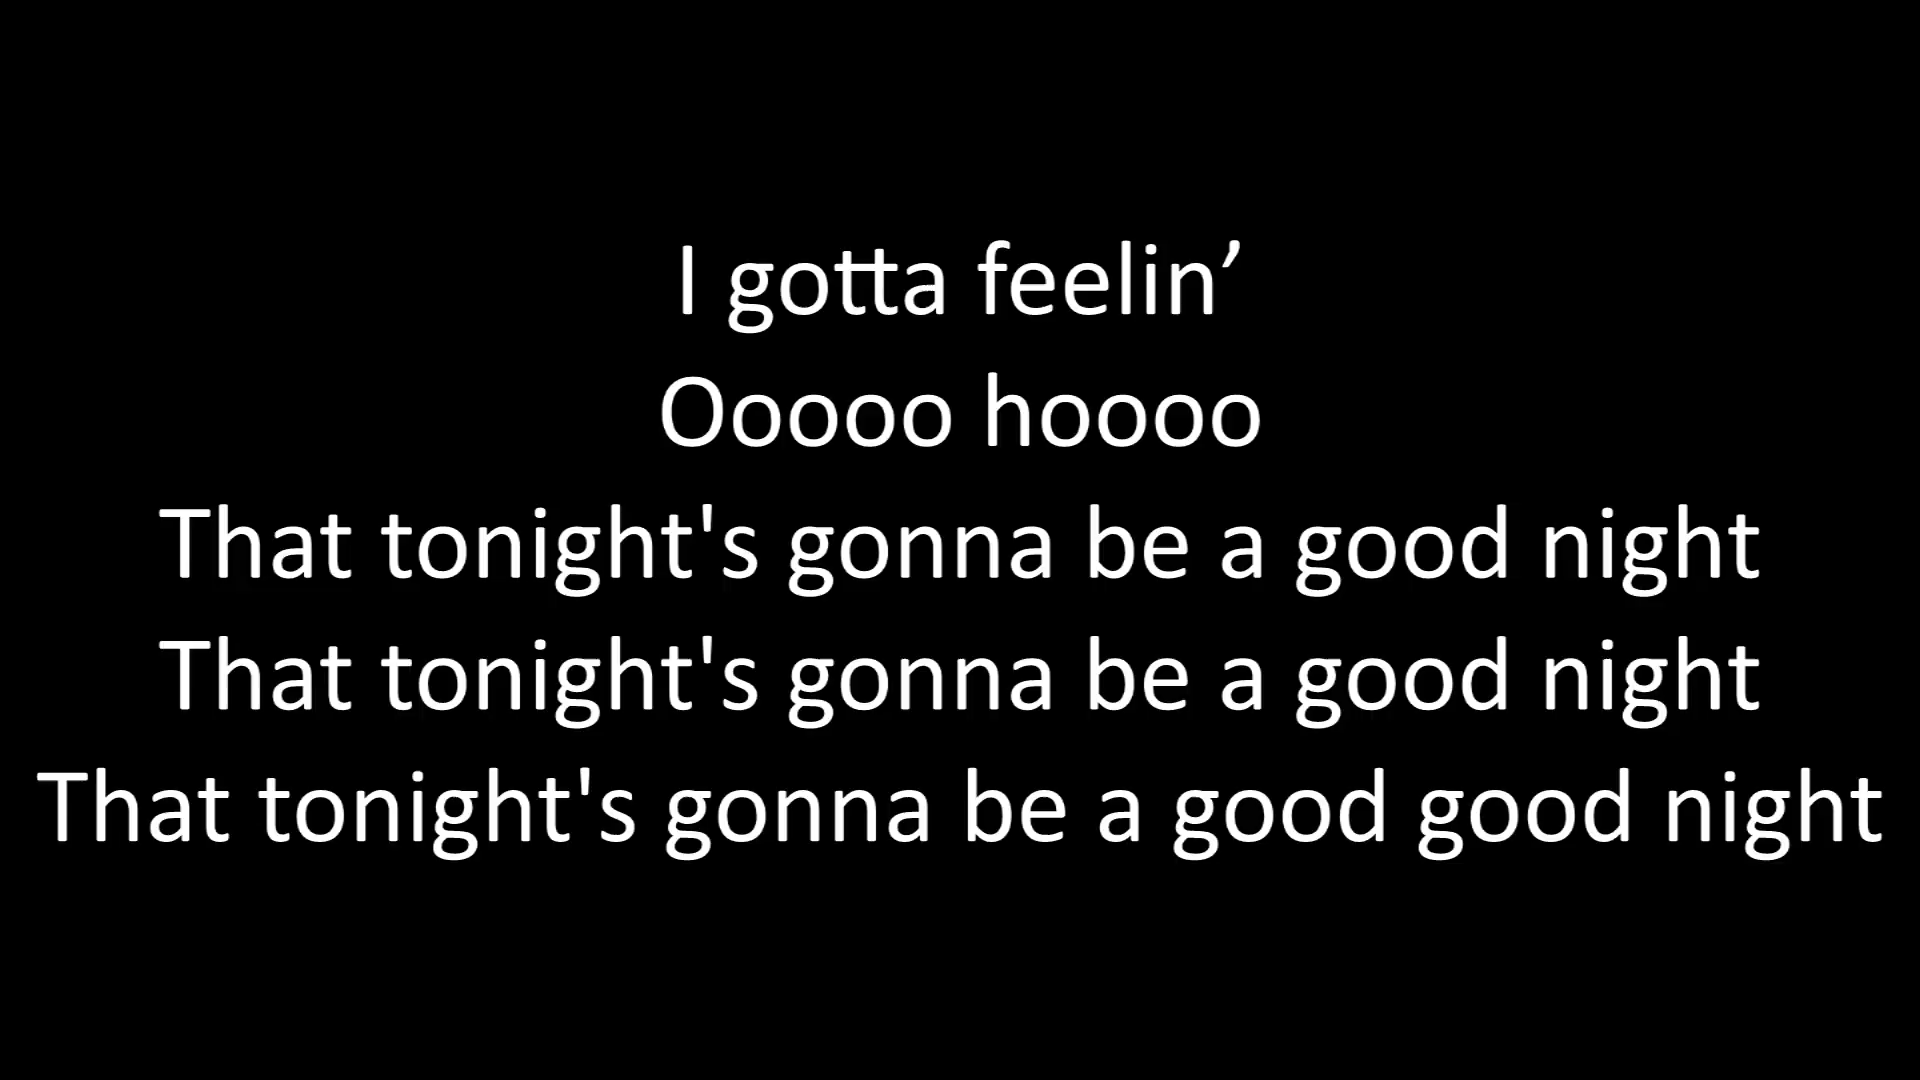 I gotta feelin’
Ooooo hoooo
That tonight's gonna be a good night
That tonight's gonna be a good night
That tonight's gonna be a good good night